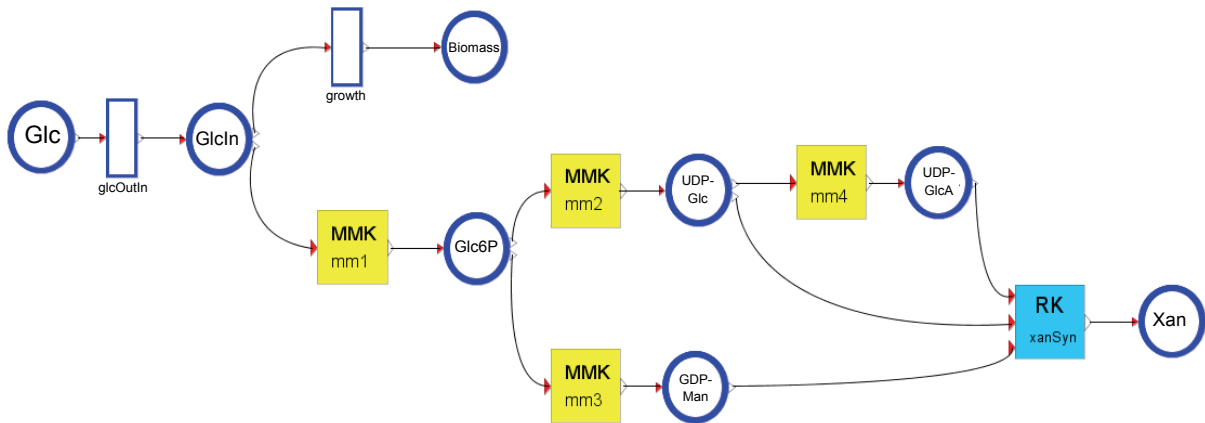 Glc
glcOutIn
GlcIn
growth
Biomass
MMK
mm1
Glc6P
MMK
mm2
UDP-
Glc
MMK
mm4
UDP-
GlcA
MMK
mm3
GDP-
Man
RK
xanSyn
Xan